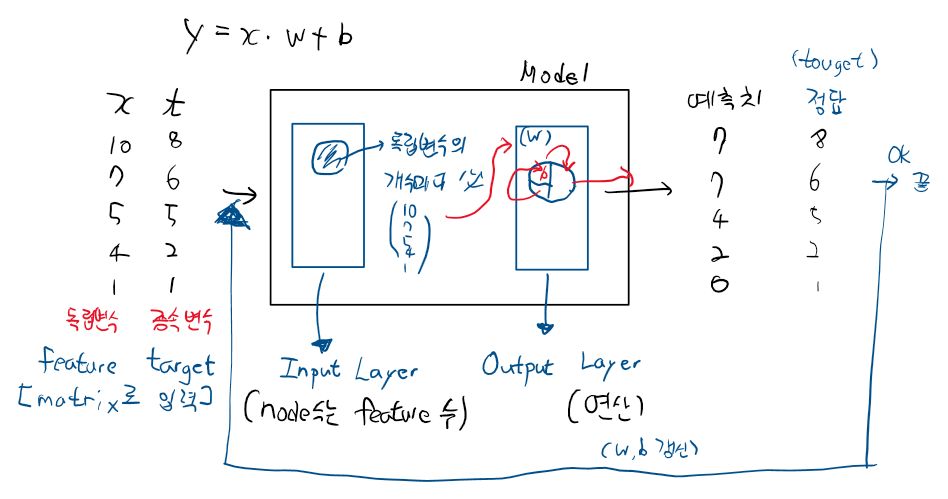 y = x · w + b
Model
x t
10 8
7 6
5 5
4 2
1 1
독립변수 종속변수
feature target
[matrix로 입력]
독립변수의
개수마다
10
7
5
4
1
(w)
b
Input Layer
(node수는 feature 수)
Output Layer
(연산)
(w, b 갱신)
(touget)
예측치 정답
7 8
7 6
4 5
2 2
0 1
OK
끝